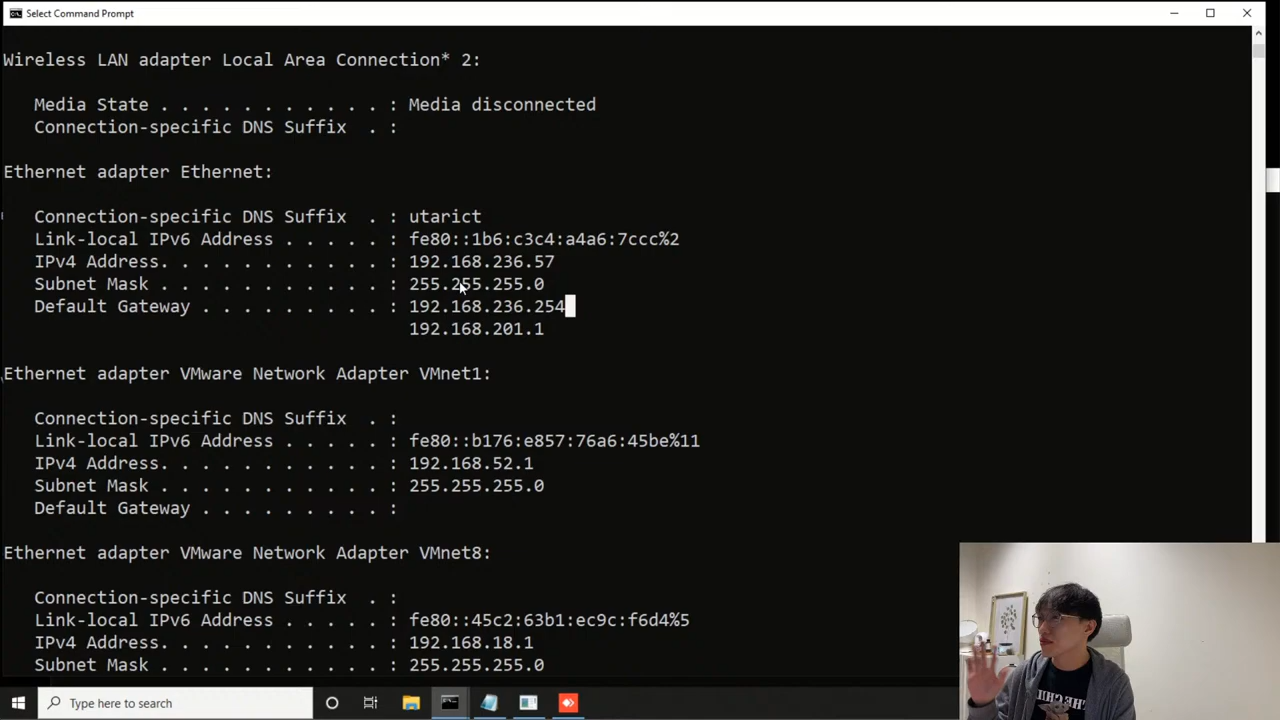 Select Command Prompt
Wireless LAN adapter Local Area Connection* 2:
Media State . . . . . . . . . . . : Media disconnected
Connection-specific DNS Suffix . :
Ethernet adapter Ethernet:
Connection-specific DNS Suffix . : utarict
Link-local IPv6 Address . . . . . : fe80::1b6:c3c4:a4a6:7ccc%2
IPv4 Address. . . . . . . . . . . : 192.168.236.57
Subnet Mask . . . . . . . . . . . : 255.255.255.0
Default Gateway . . . . . . . . . : 192.168.236.254
192.168.201.1
Ethernet adapter VMware Network Adapter VMnet1:
Connection-specific DNS Suffix . :
Link-local IPv6 Address . . . . . : fe80::b176:e857:76a6:45be%11
IPv4 Address. . . . . . . . . . . : 192.168.52.1
Subnet Mask . . . . . . . . . . . : 255.255.255.0
Default Gateway . . . . . . . . . :
Ethernet adapter VMware Network Adapter VMnet8:
Connection-specific DNS Suffix . :
Link-local IPv6 Address . . . . . : fe80::45c2:63b1:ec9c:f6d4%5
IPv4 Address. . . . . . . . . . . : 192.168.18.1
Subnet Mask . . . . . . . . . . . : 255.255.255.0
Type here to search